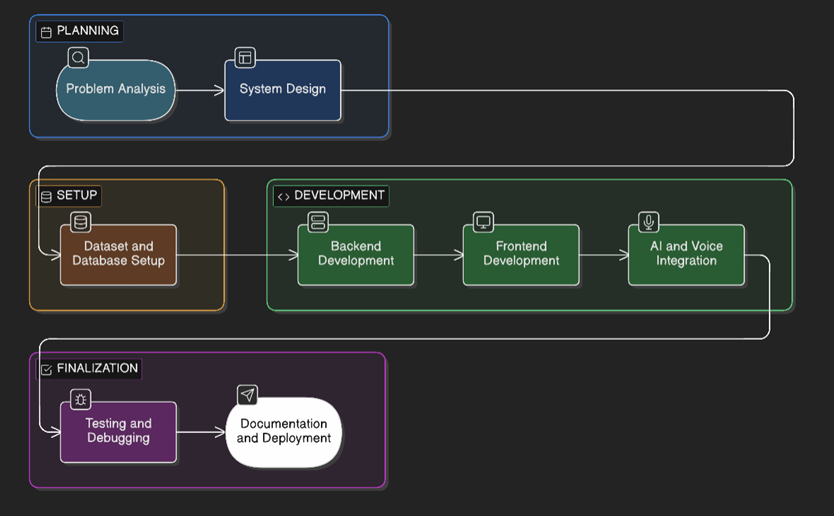 PLANNING
Problem Analysis
System Design
SETUP
DEVELOPMENT
Dataset and
Database Setup
Backend
Development
Frontend
Development
AI and Voice
Integration
FINALIZATION
Testing and
Debugging
Documentation
and Deployment